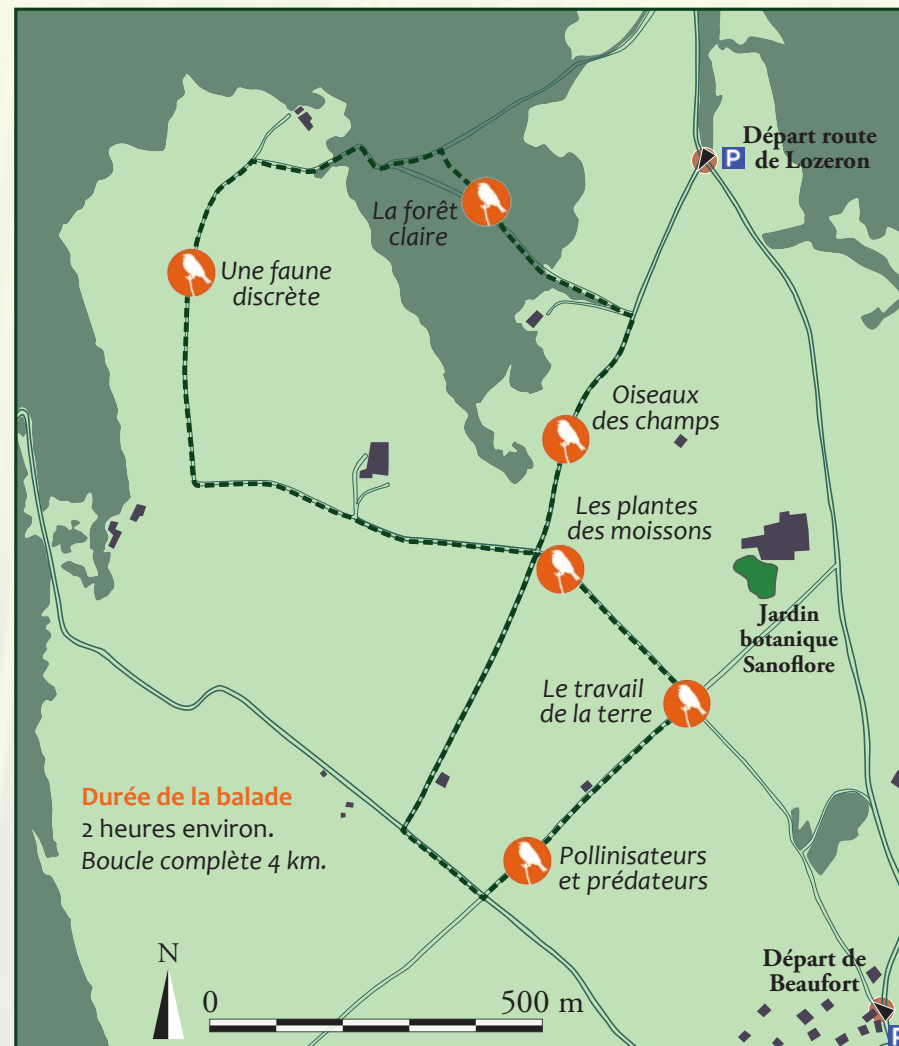 P
Départ route
de Lozeron
La forêt
claire
Une faune
discrète
Oiseaux
des champs
Les plantes
des moissons
Jardin
botanique
Sanoflore
Le travail
de la terre
Durée de la balade
2 heures environ.
Boucle complète 4 km.
Pollinisateurs
et prédateurs
N
0
500 m
Départ de
Beaufort
P